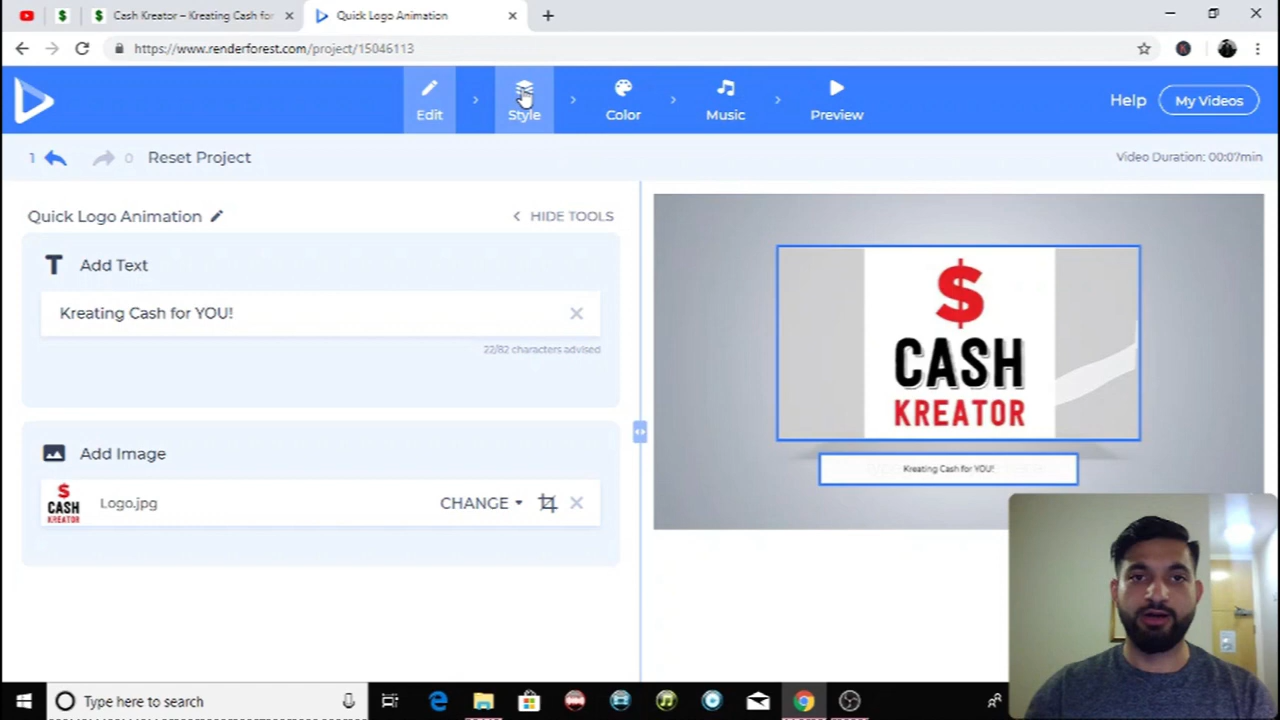 Cash Kreator – Kreating Cash for
Quick Logo Animation
https://www.renderforest.com/project/15046113
Edit
Style
Color
Music
Preview
Help
My Videos
1
0
Reset Project
Video Duration: 00:07min
Quick Logo Animation
HIDE TOOLS
Add Text
Kreating Cash for YOU!
22/82 characters advised
Add Image
$
CASH
KREATOR
Logo.jpg
CHANGE
$
CASH
KREATOR
Kreating Cash for YOU!
Type here to search